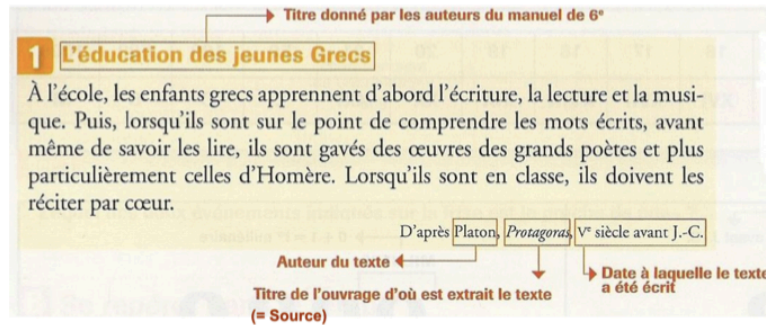 Titre donné par les auteurs du manuel de 6e
1 L'éducation des jeunes Grecs
À l'école, les enfants grecs apprennent d'abord l'écriture, la lecture et la musi-
que. Puis, lorsqu'ils sont sur le point de comprendre les mots écrits, avant
même de savoir les lire, ils sont gavés des œuvres des grands poètes et plus
particulièrement celles d'Homère. Lorsqu'ils sont en classe, ils doivent les
réciter par cœur.
D'après Platon, Protagoras, Ve siècle avant J.-C.
Auteur du texte
Date à laquelle le texte
a été écrit
Titre de l'ouvrage d'où est extrait le texte
(= Source)